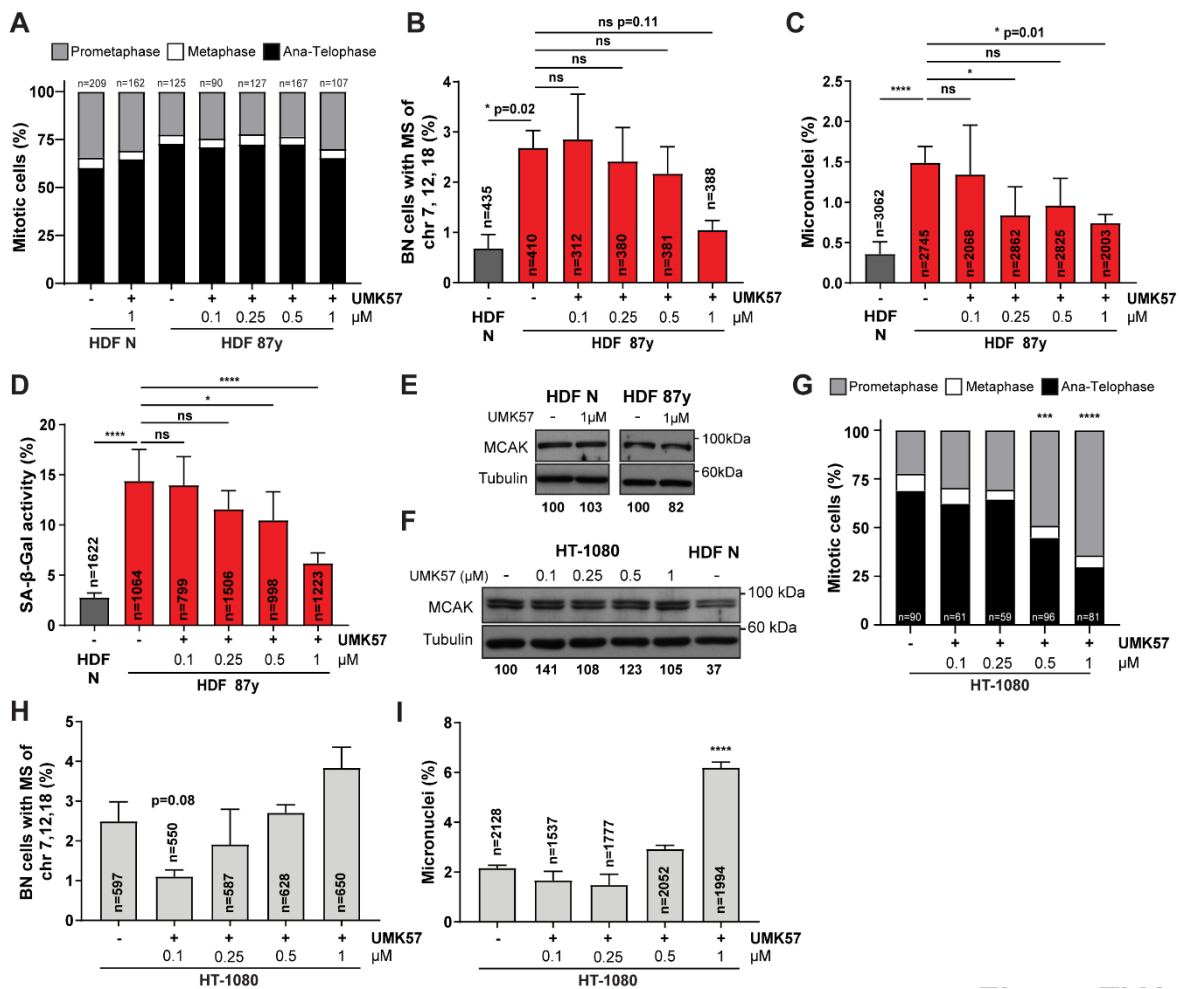 A
Prometaphase Metaphase Ana-Telophase
n=209 n=162 n=125 n=90 n=127 n=167 n=107
Mitotic cells (%)
100
75
50
25
0
- + - + + + + UMK57
1 0.1 0.25 0.5 1 μM
HDF N HDF 87y
B
ns p=0.11
ns
ns
ns
* p=0.02
BN cells with MS of
chr 7, 12, 18 (%)
4
3
2
1
0
n=435 n=410 n=312 n=380 n=381 n=388
- - + + + + UMK57
0.1 0.25 0.5 1 μM
HDF
N
HDF 87y
C
* p=0.01
ns
*
**** ns
Micronuclei (%)
2.0
1.5
1.0
0.5
0.0
n=3062 n=2745 n=2068 n=2862 n=2825 n=2003
- - + + + + UMK57
0.1 0.25 0.5 1 μM
HDF
N
HDF 87y
D
****
*
ns
**** ns
SA-β-Gal activity (%)
20
15
10
5
0
n=1622 n=1064 n=799 n=1506 n=998 n=1223
- - + + + + UMK57
0.1 0.25 0.5 1 μM
HDF
N
HDF 87y
E
HDF N HDF 87y
UMK57 - 1μM - 1μM
MCAK
100kDa
Tubulin
60kDa
100 103 100 82
F
HT-1080 HDF N
UMK57 (μM) - 0.1 0.25 0.5 1 -
MCAK
100 kDa
Tubulin
60 kDa
100 141 108 123 105 37
G
Prometaphase Metaphase Ana-Telophase
*** ****
Mitotic cells (%)
100
75
50
25
0
n=90 n=61 n=59 n=96 n=81
- + + + + UMK57
0.1 0.25 0.5 1 μM
HT-1080
H
BN cells with MS of
chr 7,12,18 (%)
5
4
3
2
1
0
p=0.08
n=597 n=550 n=587 n=628 n=650
- + + + + UMK57
0.1 0.25 0.5 1 μM
HT-1080
I
Micronuclei (%)
8
6
4
2
0
****
n=2128 n=1537 n=1777 n=2052 n=1994
- + + + + UMK57
0.1 0.25 0.5 1 μM
HT-1080